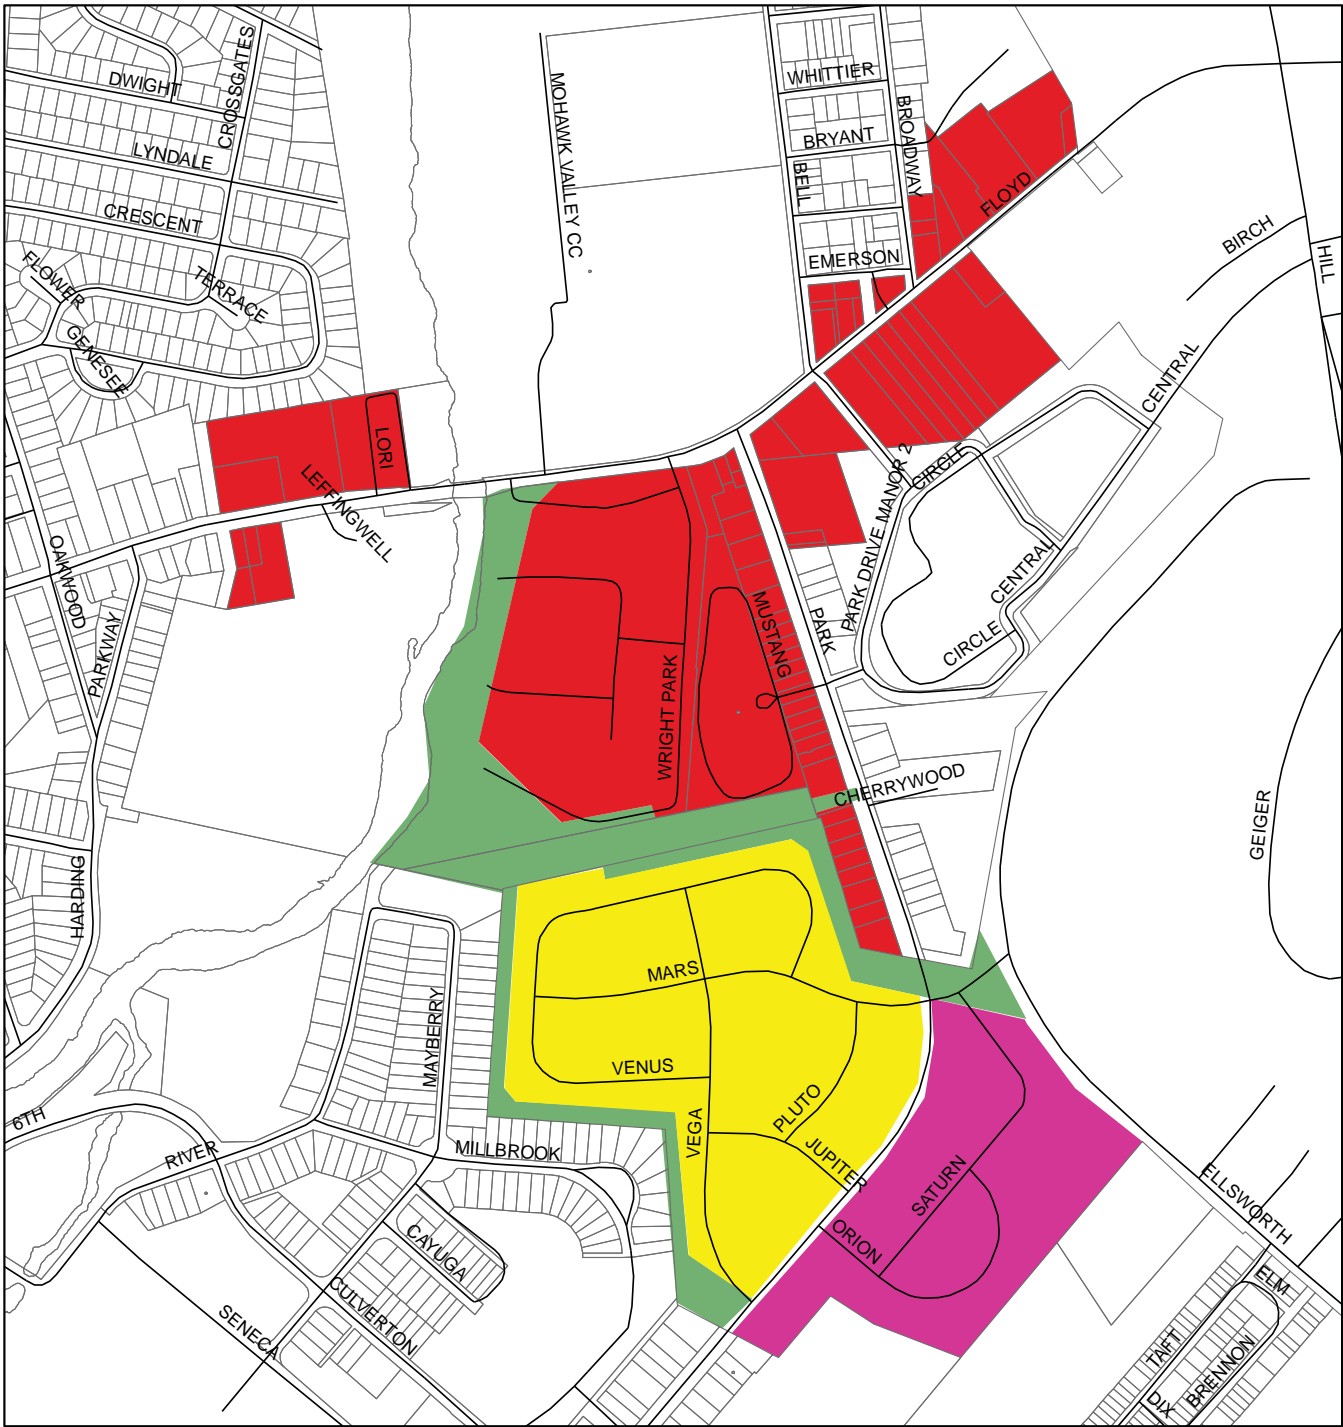 CROSSGATES
DWIGHT
WHITTIER
MOHAWK VALLEY CC
BROADWAY
BRYANT
LYNDALE
BELL
FLOYD
CRESCENT
BIRCH
EMERSON
HILL
FLOWER
TERRACE
GENESEE
CENTRAL
LORI
PARK DRIVE MANOR 2
CIRCLE
LEFFINGWELL
OAKWOOD
CENTRAL
PARKWAY
MUSTANG
PARK
CIRCLE
WRIGHT PARK
CHERRYWOOD
GEIGER
HARDING
MARS
MAYBERRY
VENUS
PLUTO
6TH
VEGA
JUPITER
MILLBROOK
RIVER
SATURN
ELLSWORTH
ORION
CAYUGA
ELM
CULVERTON
SENECA
TAFT
BRENNON
DIX